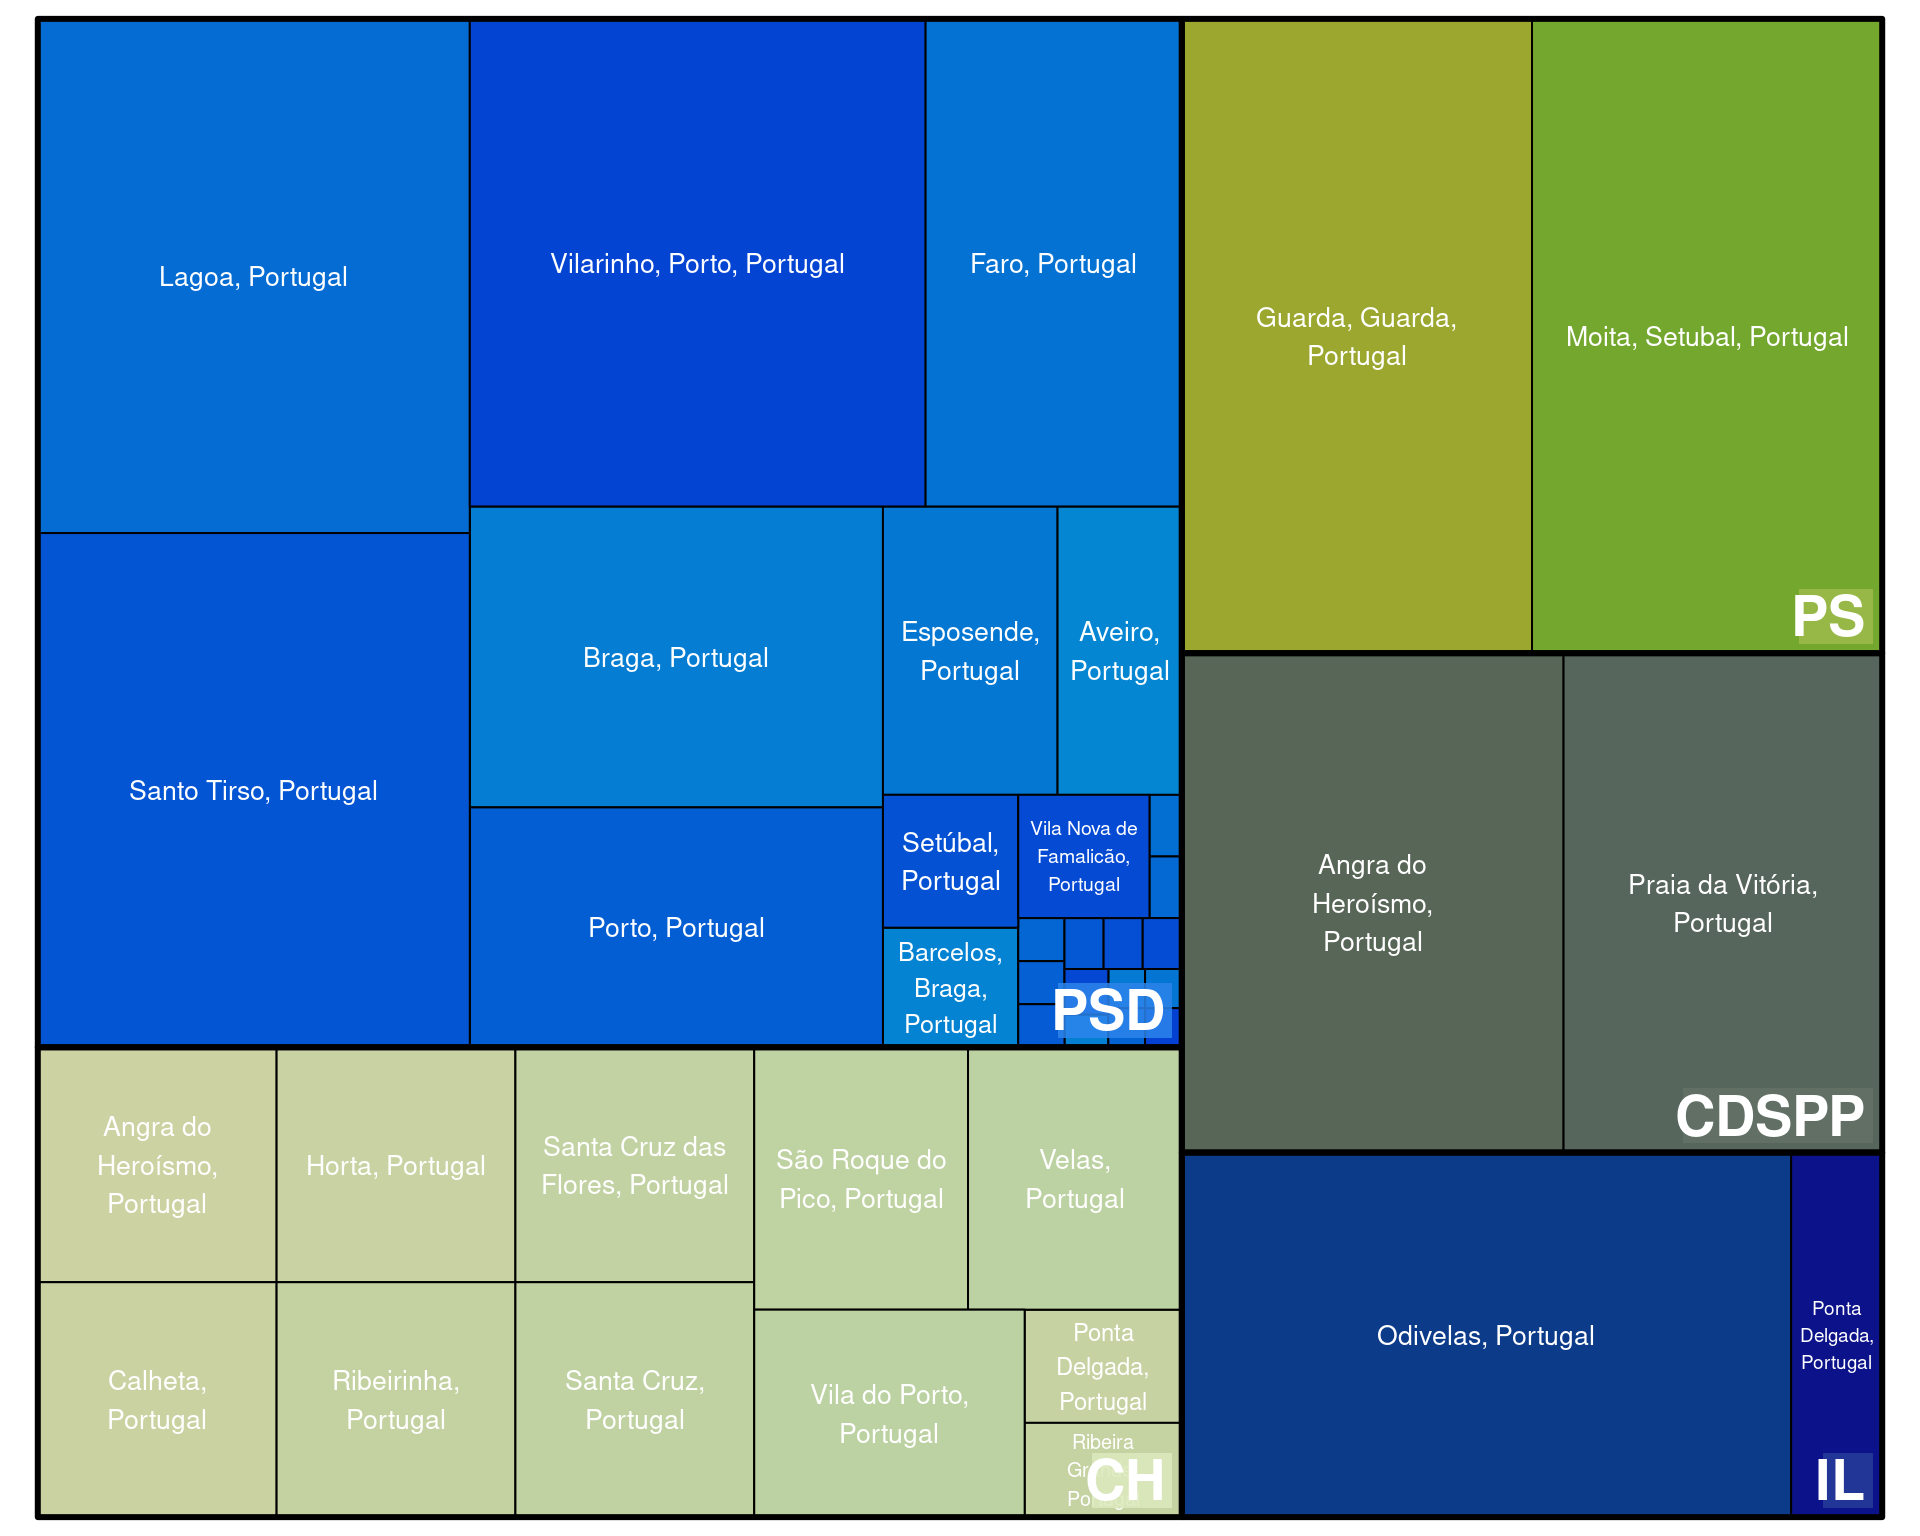 Lagoa, Portugal
Vilarinho, Porto, Portugal
Faro, Portugal
Guarda, Guarda,
Portugal
Moita, Setubal, Portugal
PS
Santo Tirso, Portugal
Braga, Portugal
Esposende,
Portugal
Aveiro,
Portugal
Porto, Portugal
Setúbal,
Portugal
Vila Nova de
Famalicão,
Portugal
Barcelos,
Braga,
Portugal
PSD
Angra do
Heroísmo,
Portugal
Praia da Vitória,
Portugal
CDSPP
Angra do
Heroísmo,
Portugal
Horta, Portugal
Santa Cruz das
Flores, Portugal
São Roque do
Pico, Portugal
Velas,
Portugal
Calheta,
Portugal
Ribeirinha,
Portugal
Santa Cruz,
Portugal
Vila do Porto,
Portugal
Ponta
Delgada,
Portugal
Ribeira
CH
Odivelas, Portugal
Ponta
Delgada,
Portugal
IL